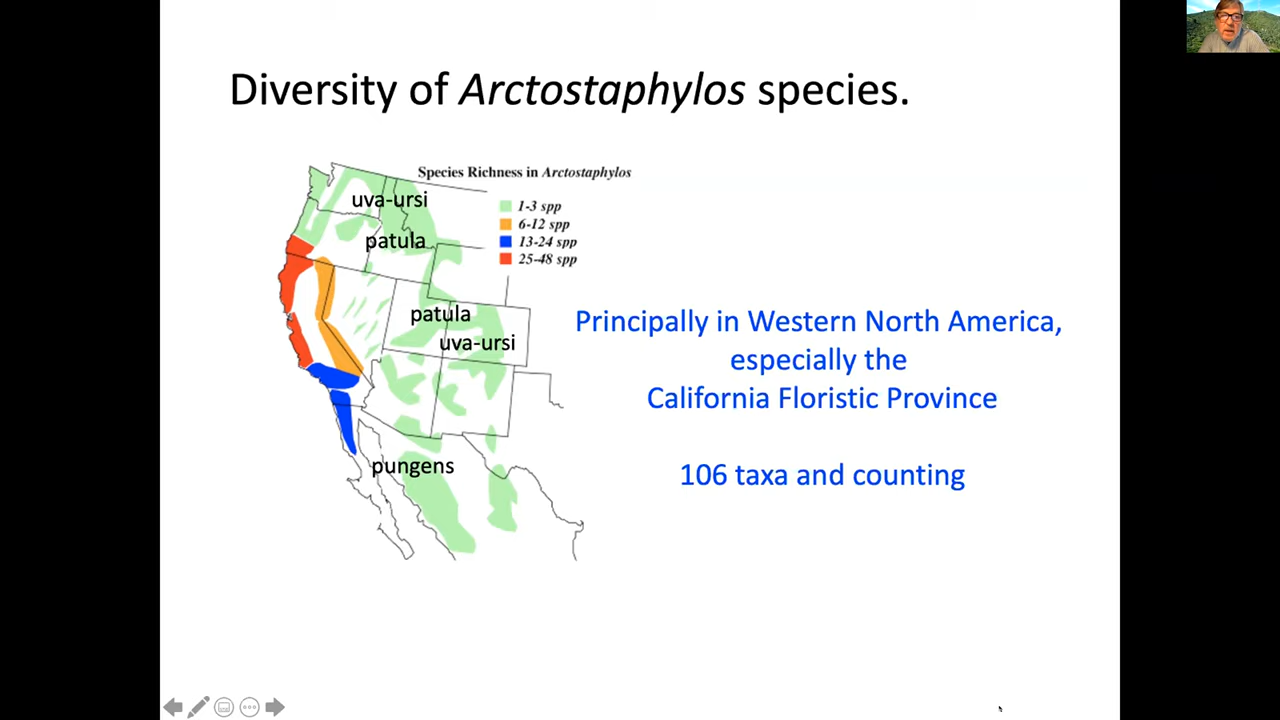 Diversity of Arctostaphylos species.
Species Richness in Arctostaphylos
1-3 spp
6-12 spp
13-24 spp
25-48 spp
uva-ursi
patula
patula
uva-ursi
pungens
Principally in Western North America,
especially the
California Floristic Province
106 taxa and counting